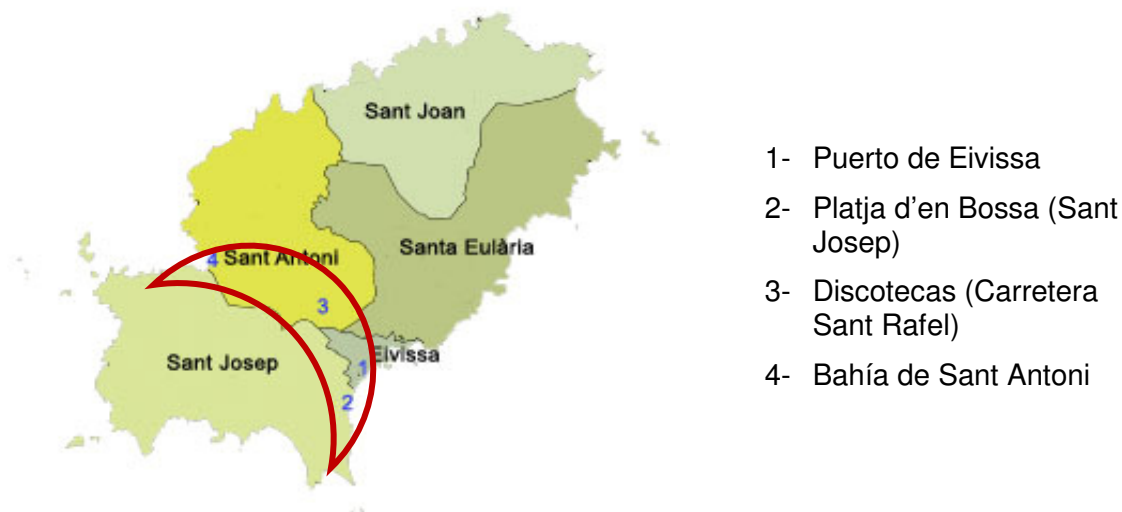 Sant Joan
Santa Eulària
4 Sant Antoni
3
Sant Josep
1 Eivissa
2
1- Puerto de Eivissa
2- Platja d'en Bossa (Sant
Josep)
3- Discotecas (Carretera
Sant Rafel)
4- Bahía de Sant Antoni